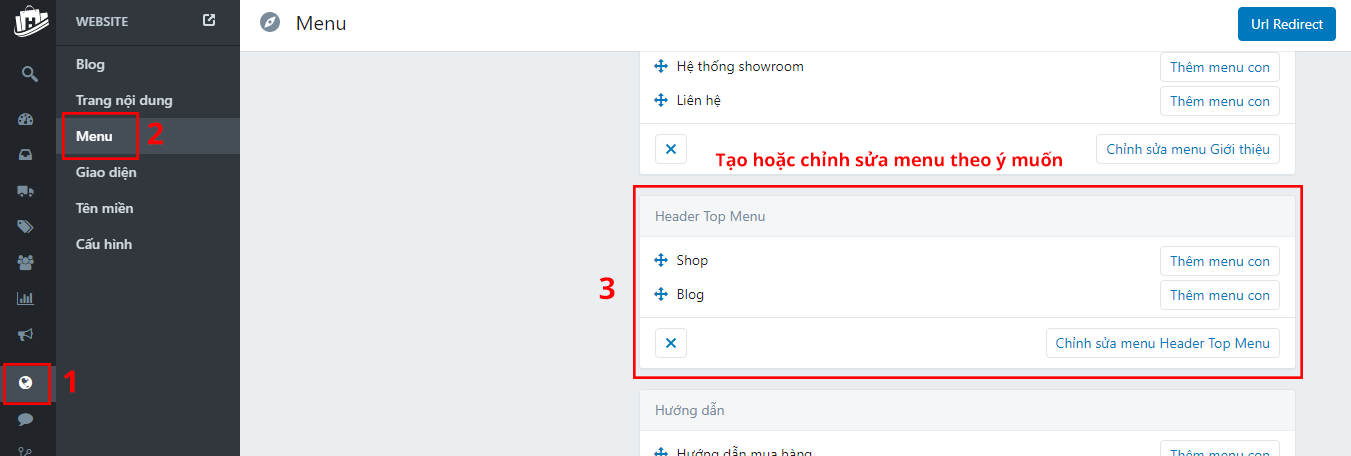 WEBSITE
Menu
Url Redirect
Blog
Trang nội dung
Menu
2
Giao diện
Tên miền
Cấu hình
1
Hệ thống showroom
Thêm menu con
Liên hệ
Thêm menu con
Chỉnh sửa menu Giới thiệu
Tạo hoặc chỉnh sửa menu theo ý muốn
3
Header Top Menu
Shop
Thêm menu con
Blog
Thêm menu con
Chỉnh sửa menu Header Top Menu
Hướng dẫn
Hướng dẫn mua hàng
Thêm menu con